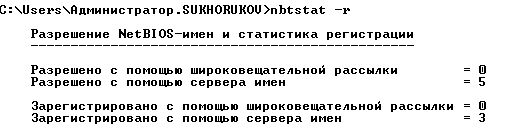 C:\Users\Администратор.SUKHORUKOV>nbtstat -r
Разрешение NetBIOS-имен и статистика регистрации
------------------------------------------------
Разрешено с помощью широковещательной рассылки = 0
Разрешено с помощью сервера имен = 5
Зарегистрировано с помощью широковещательной рассылки = 0
Зарегистрировано с помощью сервера имен = 3